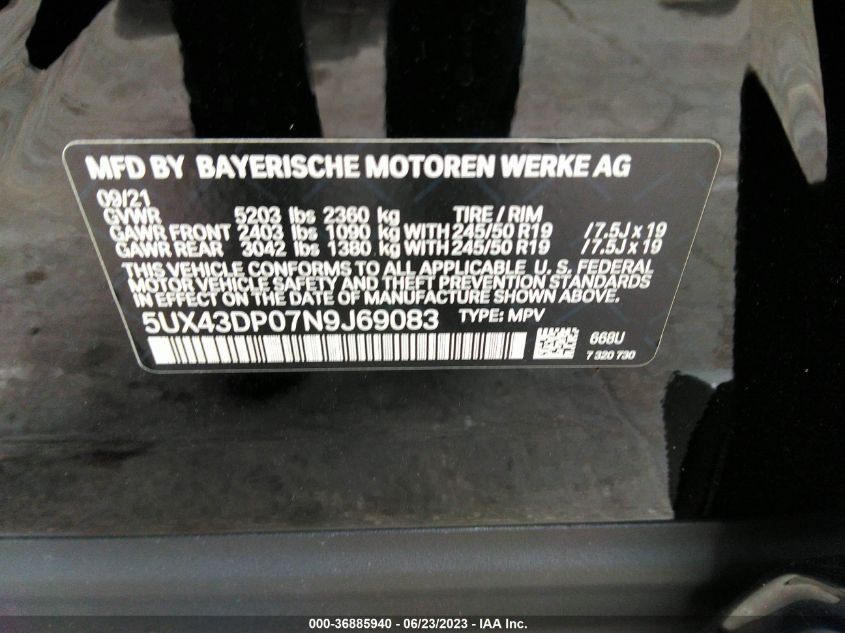 MFD BY BAYERISCHE MOTOREN WERKE AG
09/21
GVWR 5203 lbs 2360 kg TIRE / RIM
GAWR FRONT 2403 lbs 1090 kg WITH 245/50 R19 / 7.5J x 19
GAWR REAR 3042 lbs 1380 kg WITH 245/50 R19 / 7.5J x 19
THIS VEHICLE CONFORMS TO ALL APPLICABLE U. S. FEDERAL
MOTOR VEHICLE SAFETY AND THEFT PREVENTION STANDARDS
IN EFFECT ON THE DATE OF MANUFACTURE SHOWN ABOVE.
5UX43DP07N9J69083 TYPE: MPV
668U
7 320 730
000-36885940 - 06/23/2023 - IAA Inc.